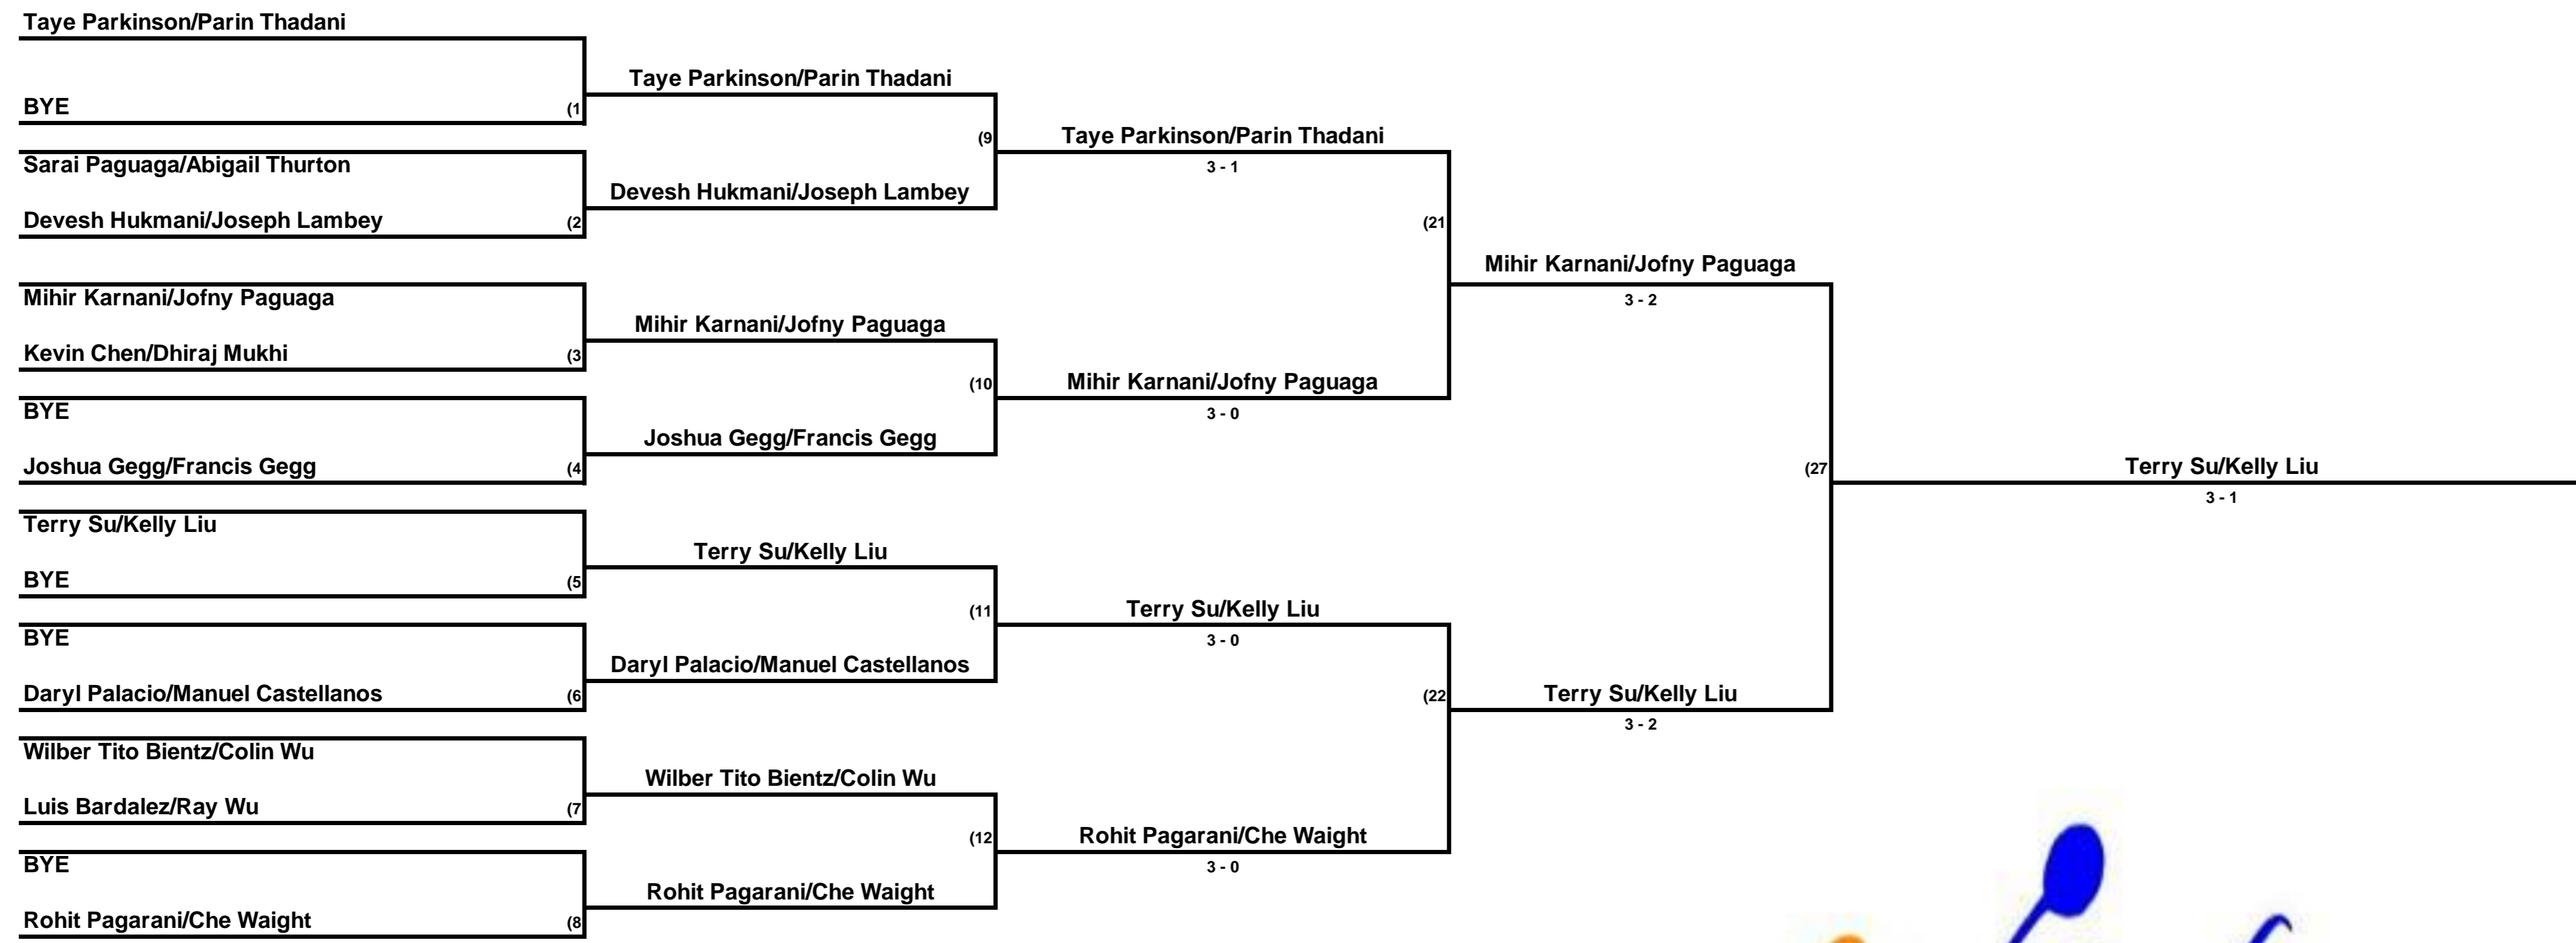 Taye Parkinson/Parin Thadani
BYE
(1
Sarai Paguaga/Abigail Thurton
Devesh Hukmani/Joseph Lambey
(2
Mihir Karnani/Jofny Paguaga
Kevin Chen/Dhiraj Mukhi
(3
BYE
Joshua Gegg/Francis Gegg
(4
Terry Su/Kelly Liu
BYE
(5
BYE
Daryl Palacio/Manuel Castellanos
(6
Wilber Tito Bientz/Colin Wu
Luis Bardalez/Ray Wu
(7
BYE
Rohit Pagarani/Che Waight
(8
Taye Parkinson/Parin Thadani
(9
Devesh Hukmani/Joseph Lambey
Mihir Karnani/Jofny Paguaga
(10
Joshua Gegg/Francis Gegg
Terry Su/Kelly Liu
(11
Daryl Palacio/Manuel Castellanos
Wilber Tito Bientz/Colin Wu
(12
Rohit Pagarani/Che Waight
Taye Parkinson/Parin Thadani
3 - 1
(21
Mihir Karnani/Jofny Paguaga
3 - 0
Terry Su/Kelly Liu
3 - 0
(22
Rohit Pagarani/Che Waight
3 - 0
Mihir Karnani/Jofny Paguaga
3 - 2
(27
Terry Su/Kelly Liu
3 - 2
Terry Su/Kelly Liu
3 - 1